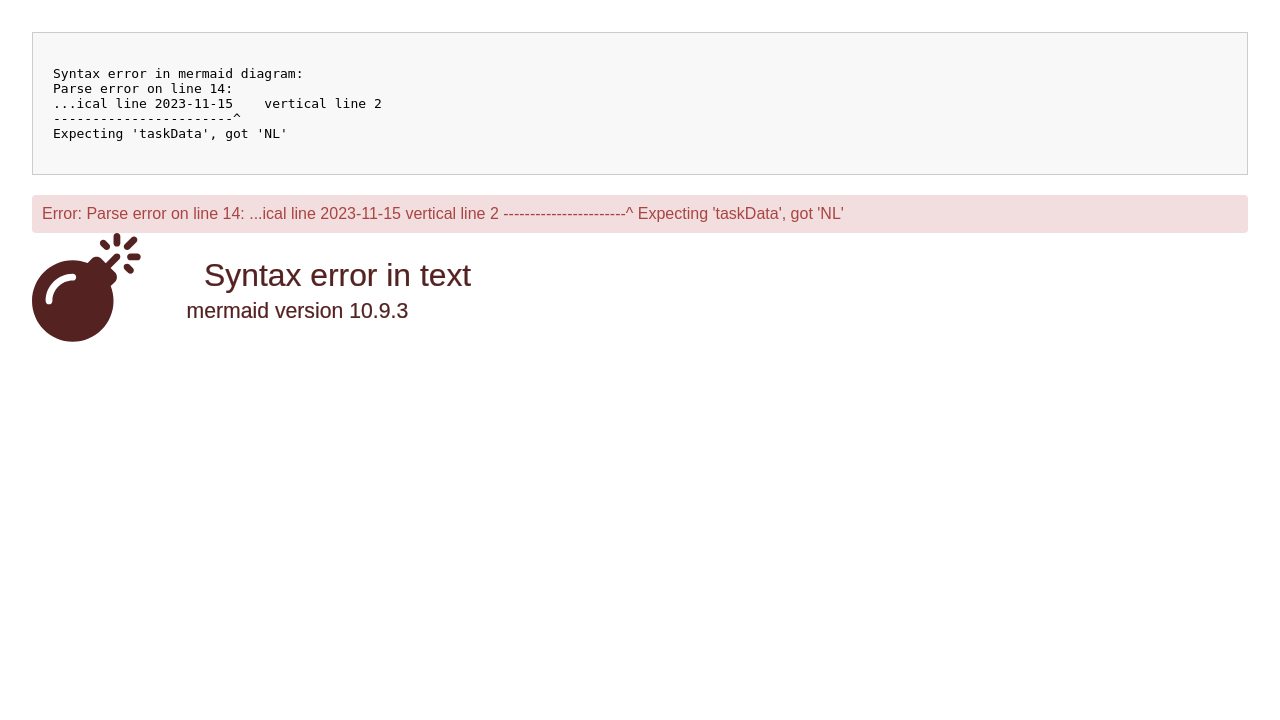 Syntax error in mermaid diagram:
Parse error on line 14:
...ical line 2023-11-15    vertical line 2
-----------------------^
Expecting 'taskData', got 'NL'
Error: Parse error on line 14: ...ical line 2023-11-15 vertical line 2 -----------------------^ Expecting 'taskData', got 'NL'
Syntax error in text
mermaid version 10.9.3